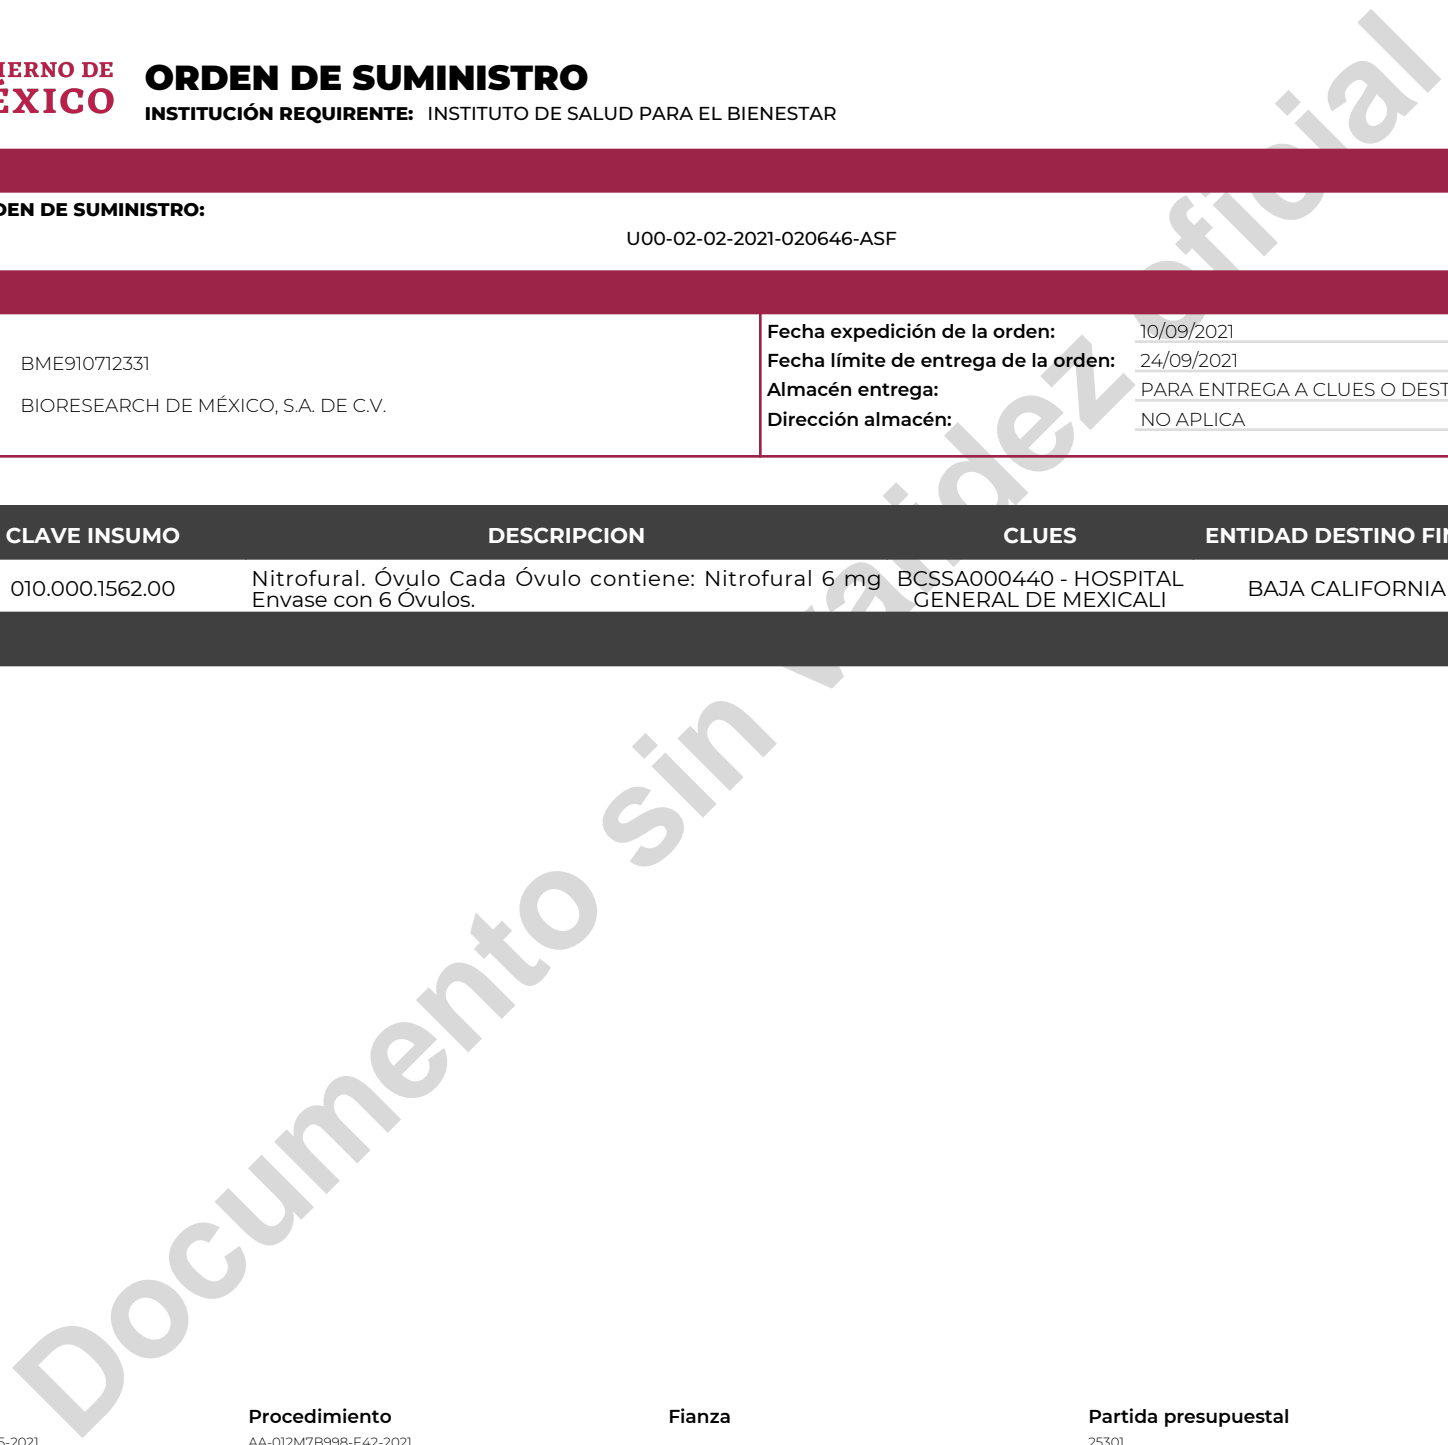 IERNO DE
ÉXICO
ORDEN DE SUMINISTRO
INSTITUCIÓN REQUIRENTE: INSTITUTO DE SALUD PARA EL BIENESTAR
DEN DE SUMINISTRO:
U00-02-02-2021-020646-ASF
BME910712331
BIORESEARCH DE MÉXICO, S.A. DE C.V.
Fecha expedición de la orden: 10/09/2021
Fecha límite de entrega de la orden: 24/09/2021
Almacén entrega: PARA ENTREGA A CLUES O DEST
Dirección almacén: NO APLICA
CLAVE INSUMO DESCRIPCION CLUES ENTIDAD DESTINO FIN
010.000.1562.00
Nitrofural. Óvulo Cada Óvulo contiene: Nitrofural 6 mg
Envase con 6 Óvulos.
BCSSA000440 - HOSPITAL
GENERAL DE MEXICALI
BAJA CALIFORNIA
Documento sin validez oficial
Procedimiento Fianza Partida presupuestal
5-2021 AA-012M7B998-E42-2021 25301